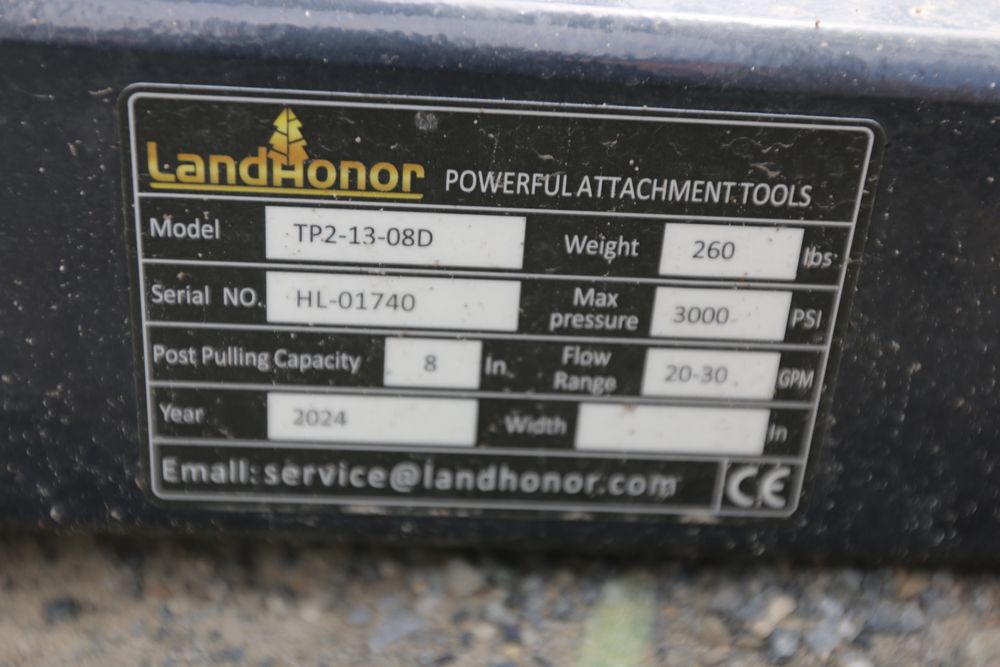 LandHonor POWERFUL ATTACHMENT TOOLS
Model TP2-13-08D Weight 260 lbs
Serial NO. HL-01740 Max pressure 3000 PSI
Post Pulling Capacity 8 In Flow Range 20-30 GPM
Year 2024 Width In
Emall: service@landhonor.com CE